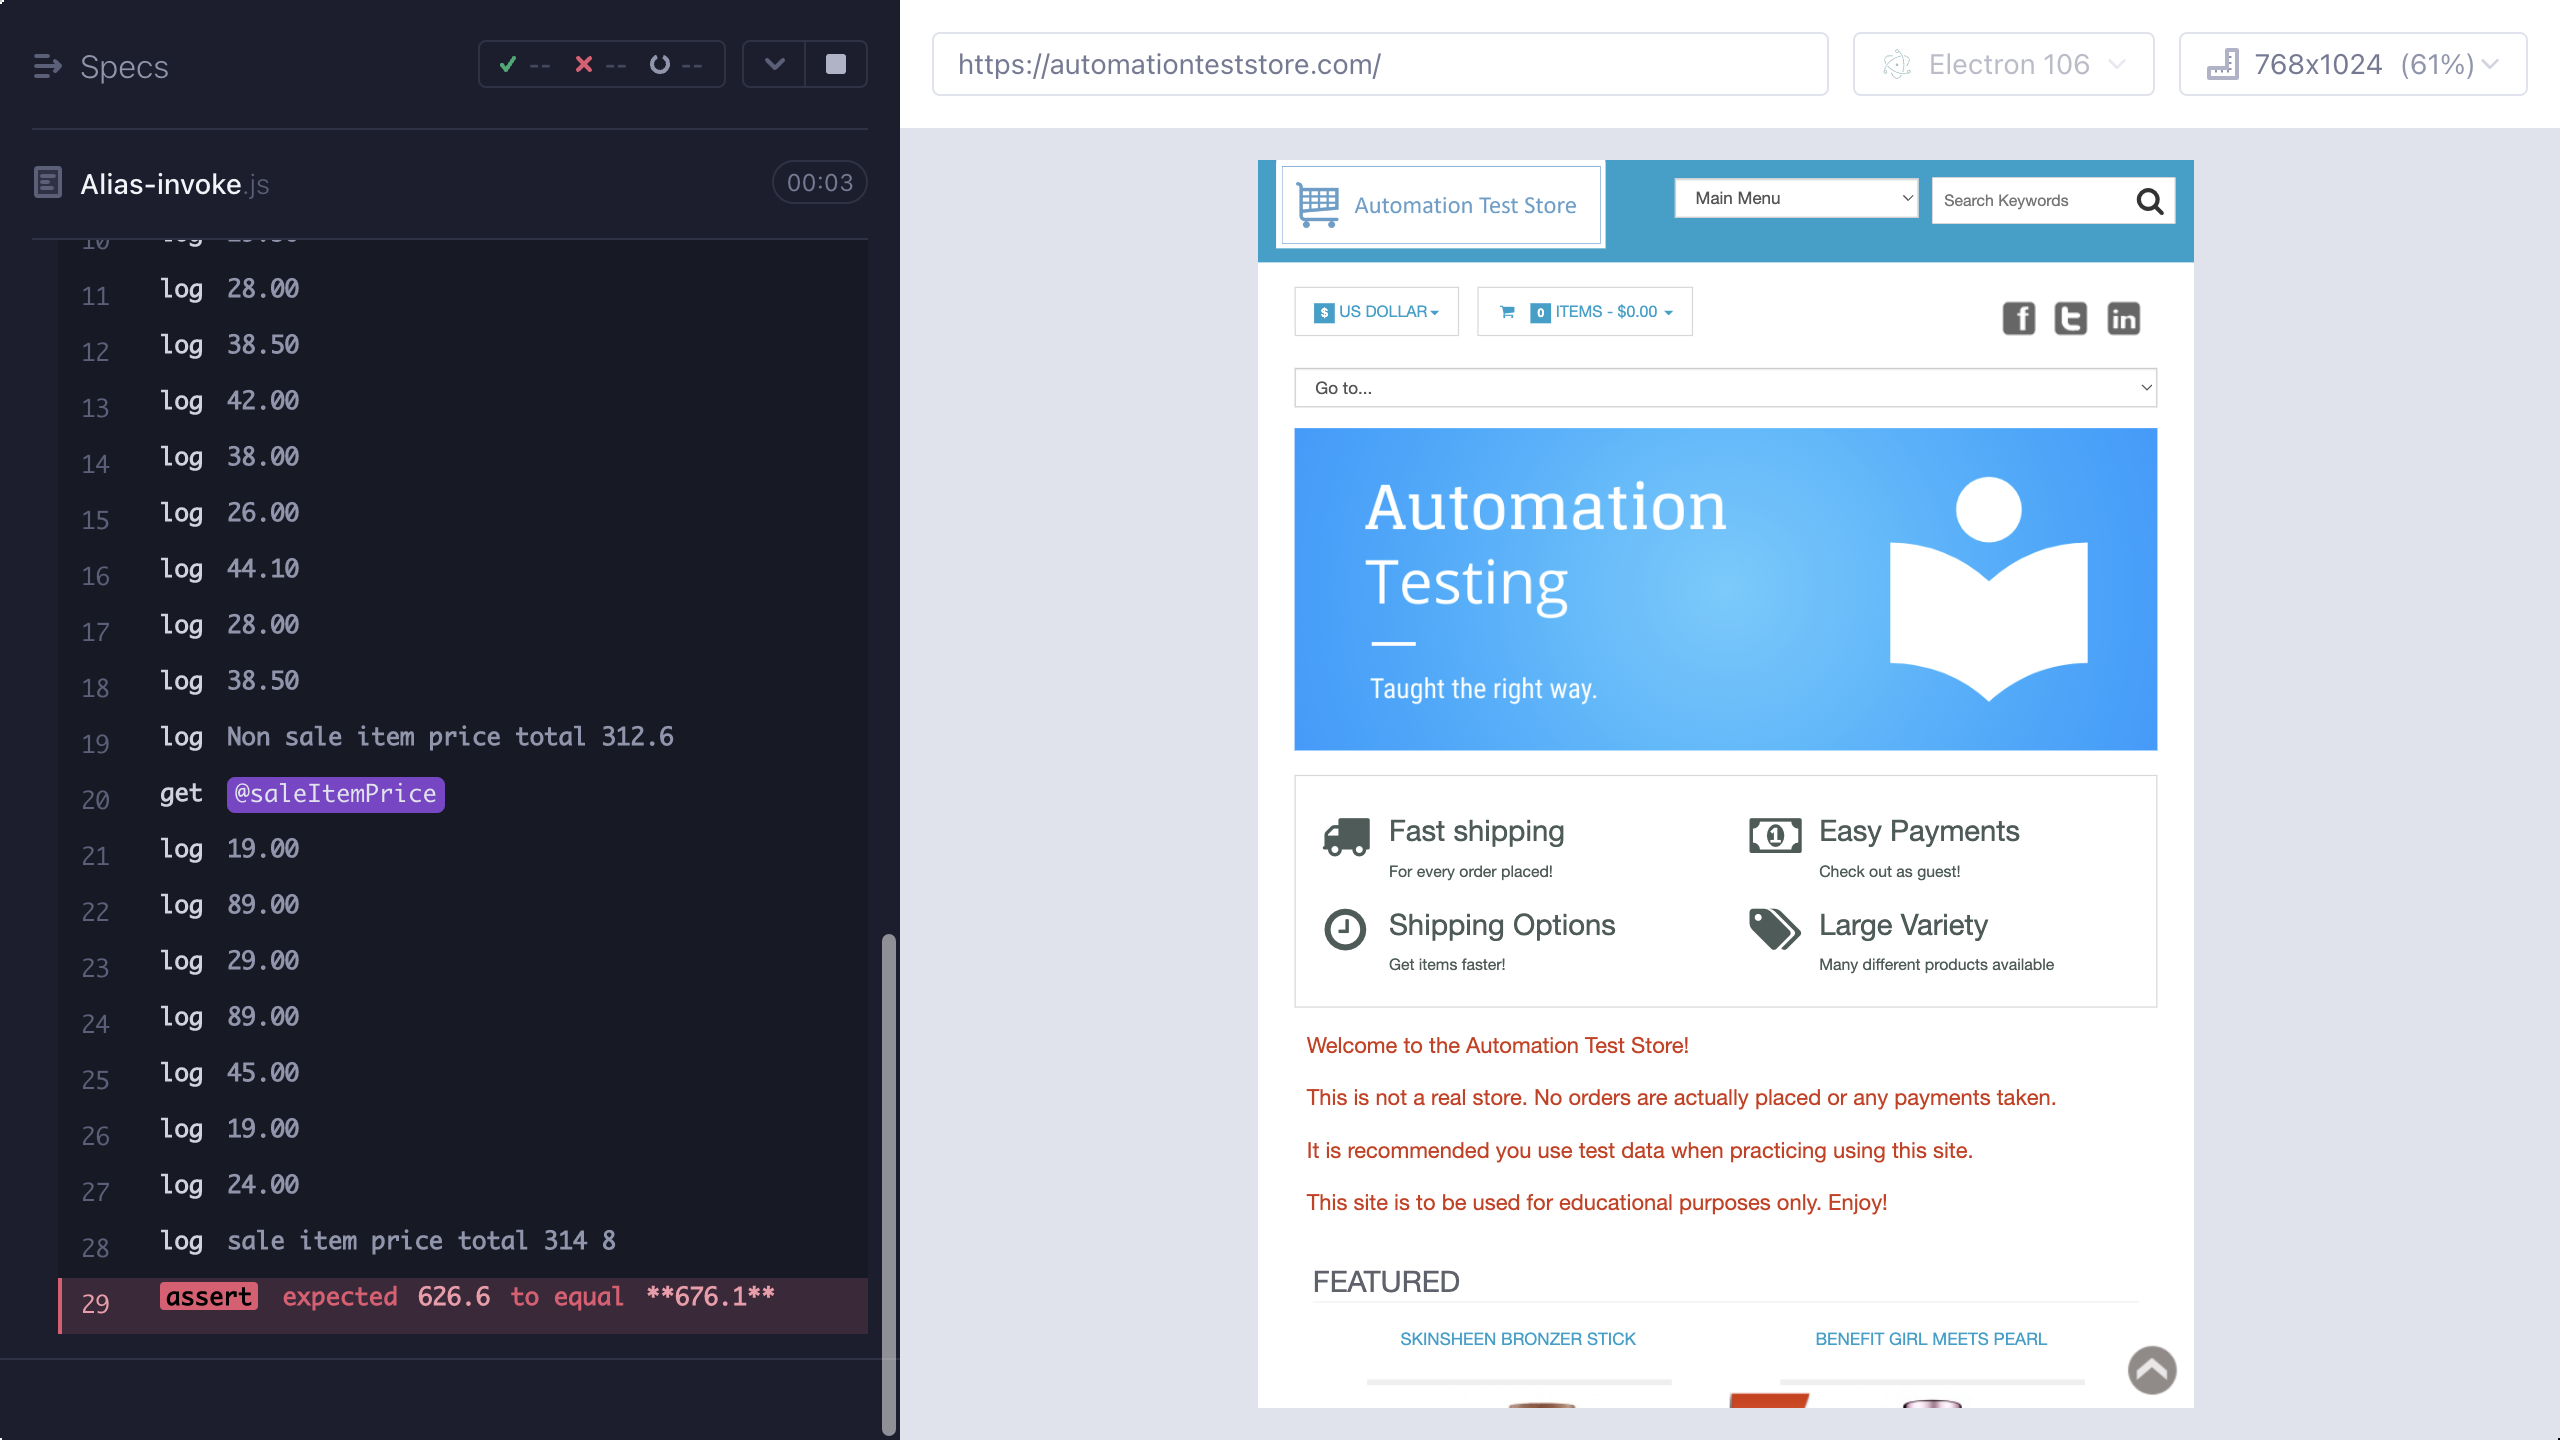 Specs
-- -- --
Alias-invoke.js
00:03
10 log
11 log 28.00
12 log 38.50
13 log 42.00
14 log 38.00
15 log 26.00
16 log 44.10
17 log 28.00
18 log 38.50
19 log Non sale item price total 312.6
20 get @saleItemPrice
21 log 19.00
22 log 89.00
23 log 29.00
24 log 89.00
25 log 45.00
26 log 19.00
27 log 24.00
28 log sale item price total 314 8
29 assert expected 626.6 to equal **676.1**
https://automationteststore.com/
Electron 106
768x1024 (61%)
Automation Test Store
Main Menu
Search Keywords
$ US DOLLAR
0 ITEMS - $0.00
f t in
Go to...
Automation
Testing
Taught the right way.
Fast shipping
For every order placed!
Easy Payments
Check out as guest!
Shipping Options
Get items faster!
Large Variety
Many different products available
Welcome to the Automation Test Store!
This is not a real store. No orders are actually placed or any payments taken.
It is recommended you use test data when practicing using this site.
This site is to be used for educational purposes only. Enjoy!
FEATURED
SKINSHEEN BRONZER STICK
BENEFIT GIRL MEETS PEARL